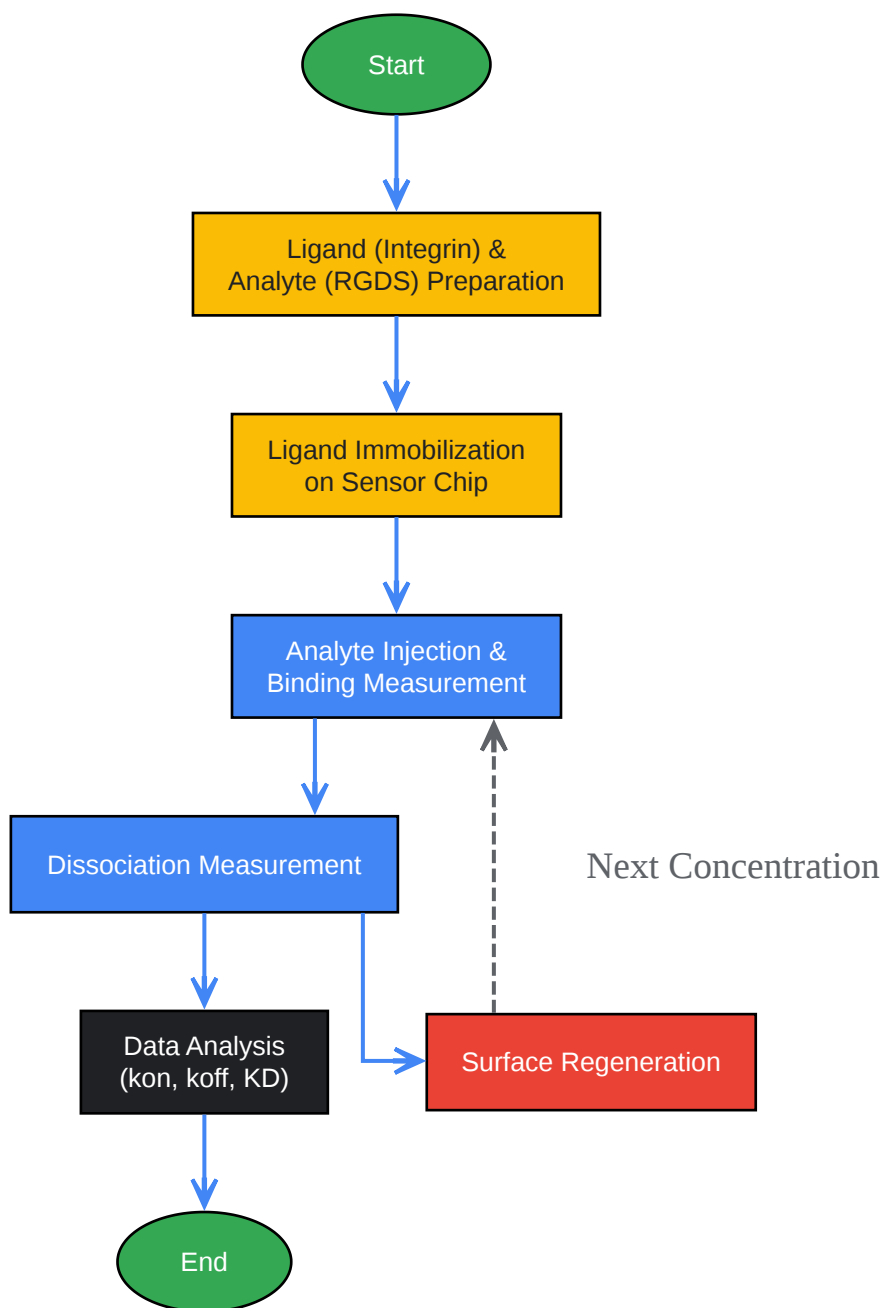 Start
Ligand (Integrin) &
Analyte (RGDS) Preparation
Ligand Immobilization
on Sensor Chip
Analyte Injection &
Binding Measurement
Dissociation Measurement
Next Concentration
Data Analysis
(kon, koff, KD)
Surface Regeneration
End